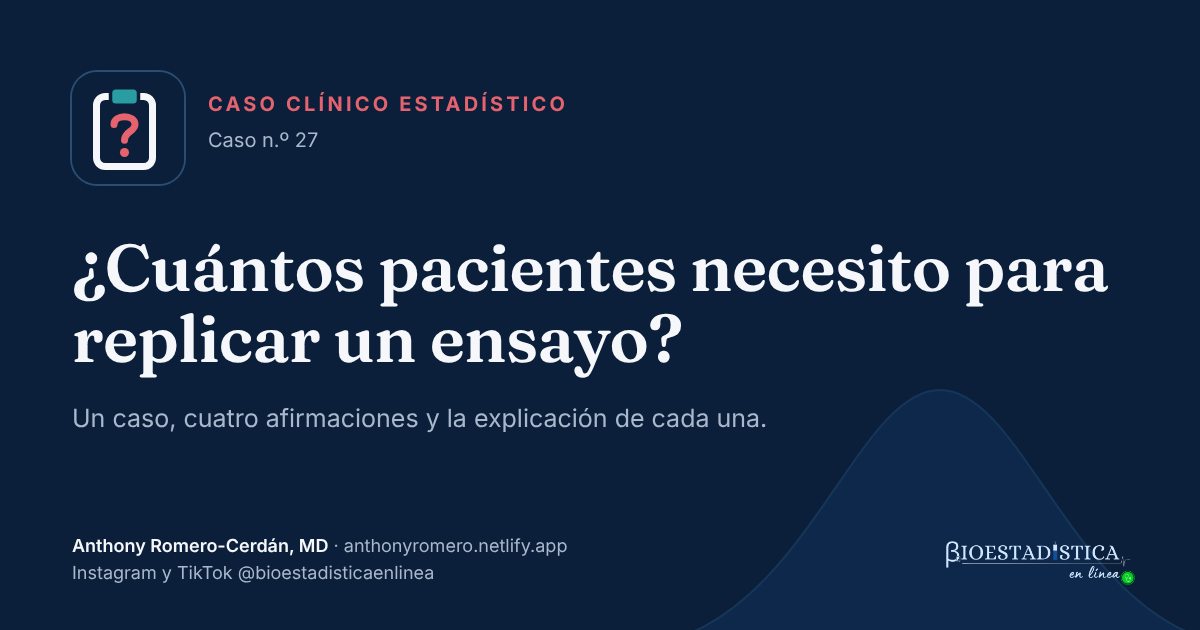 CASO CLÍNICO ESTADÍSTICO
Caso n.º 27
¿Cuántos pacientes necesito para
replicar un ensayo?
Un caso, cuatro afirmaciones y la explicación de cada una.
Anthony Romero-Cerdán, MD · anthonyromero.netlify.app
Instagram y TikTok @bioestadisticaenlinea
βIOESTADÍSTICA
en línea